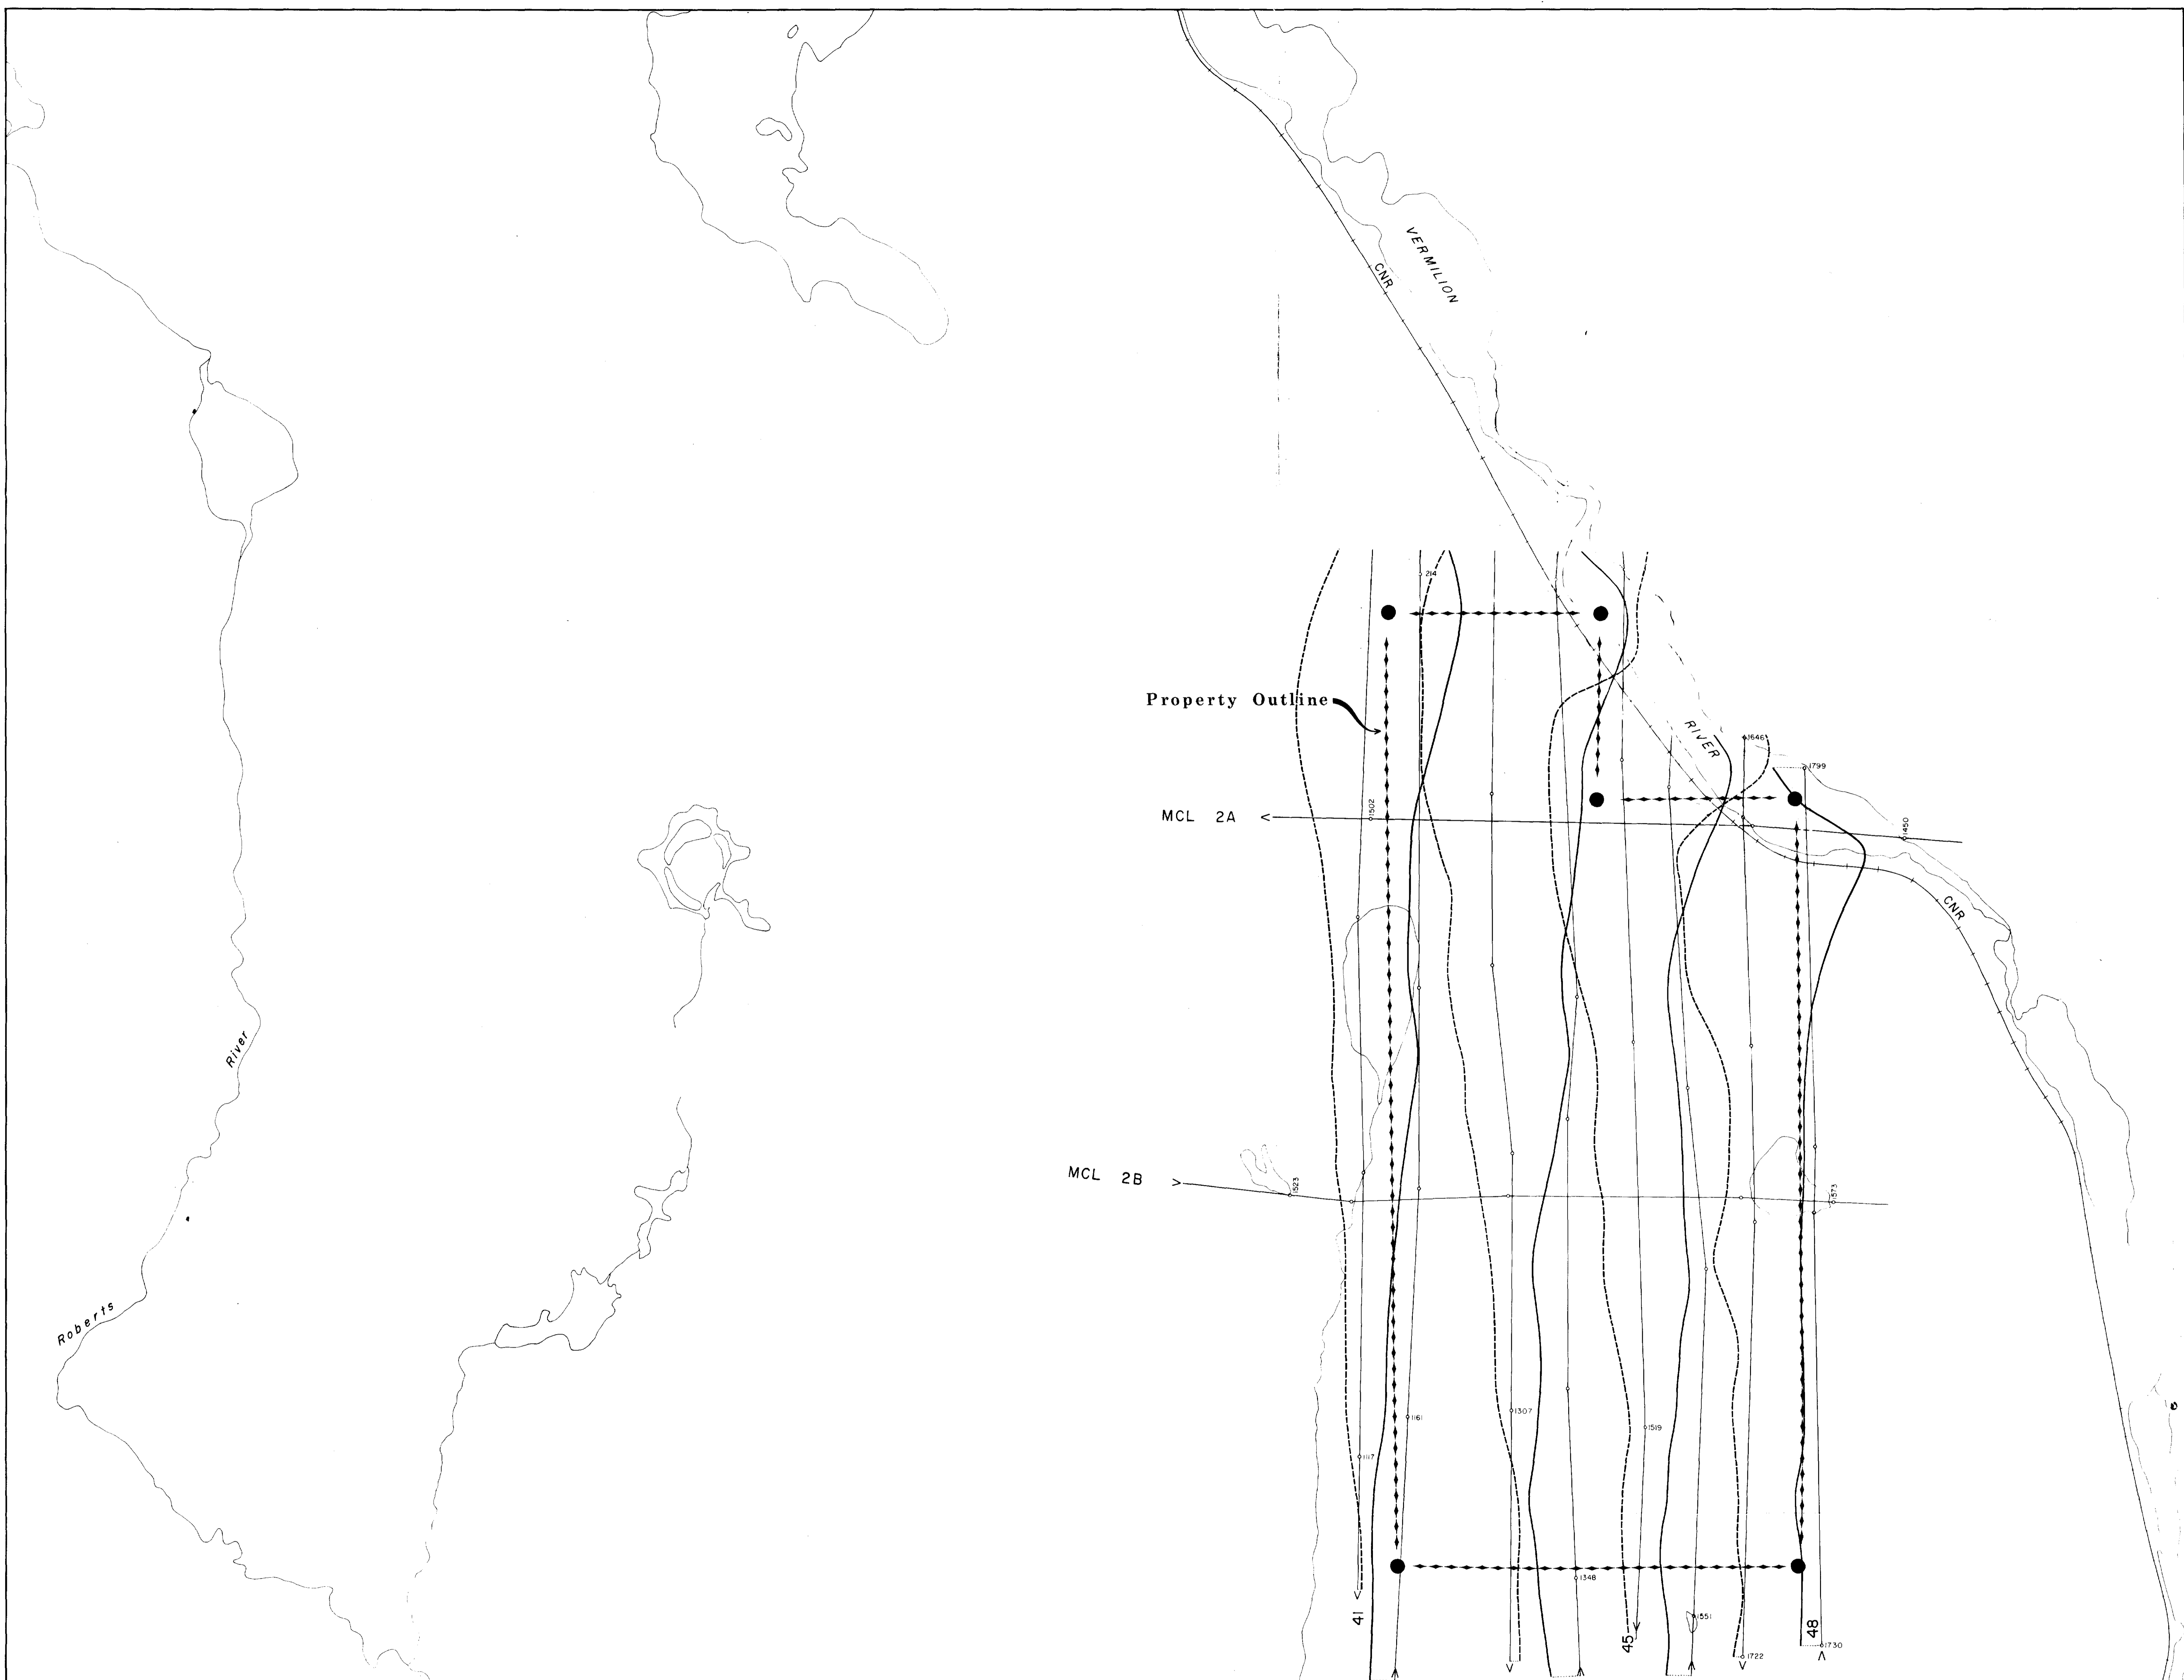 VERMILION
CNR
214
Property Outline
RIVER
1646
1799
1502
MCL 2A <
1450
CNR
River
MCL 2B >
1523
1573
Roberts
1307
1161
1519
1117
1348
41
45
1551
48
1730
1722